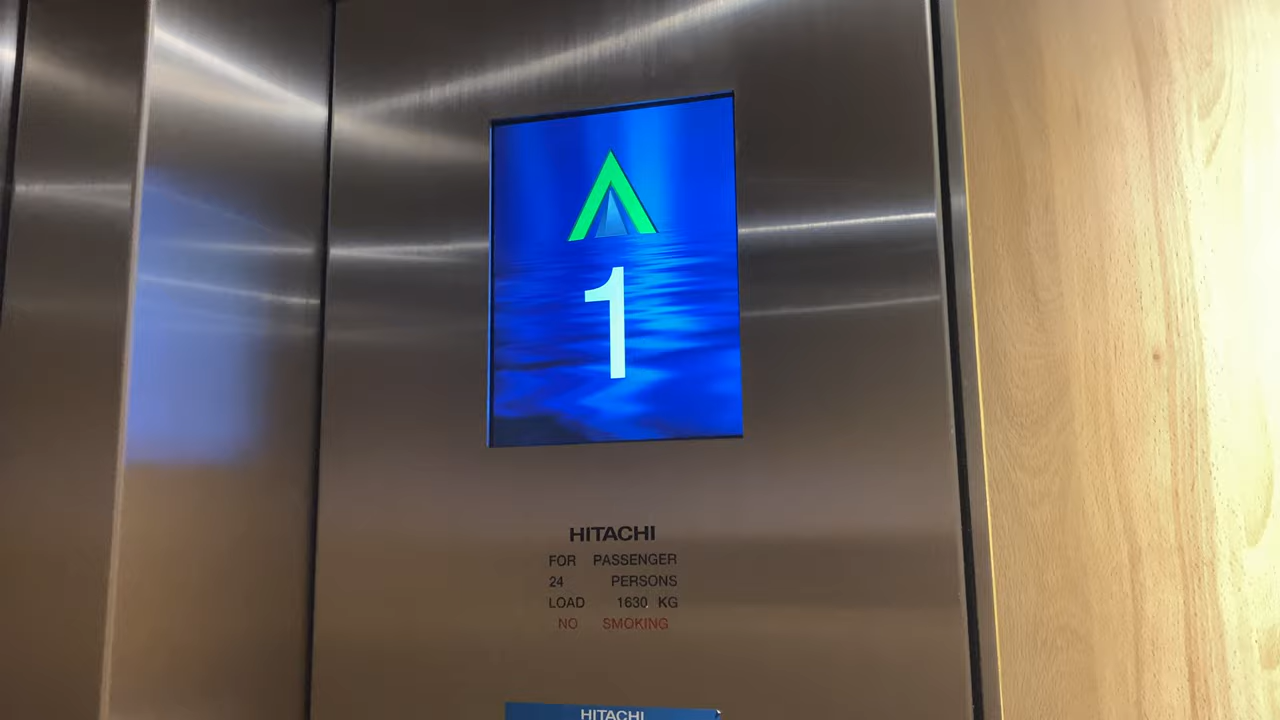 1
HITACHI
FOR PASSENGER
24 PERSONS
LOAD 1630 KG
NO SMOKING
HITACHI